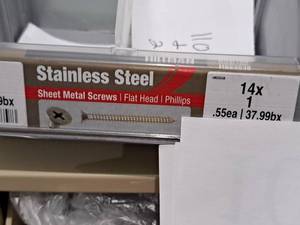 Stainless Steel
Sheet Metal Screws | Flat Head | Phillips
9bx
14x
1
.55ea | 37.99bx